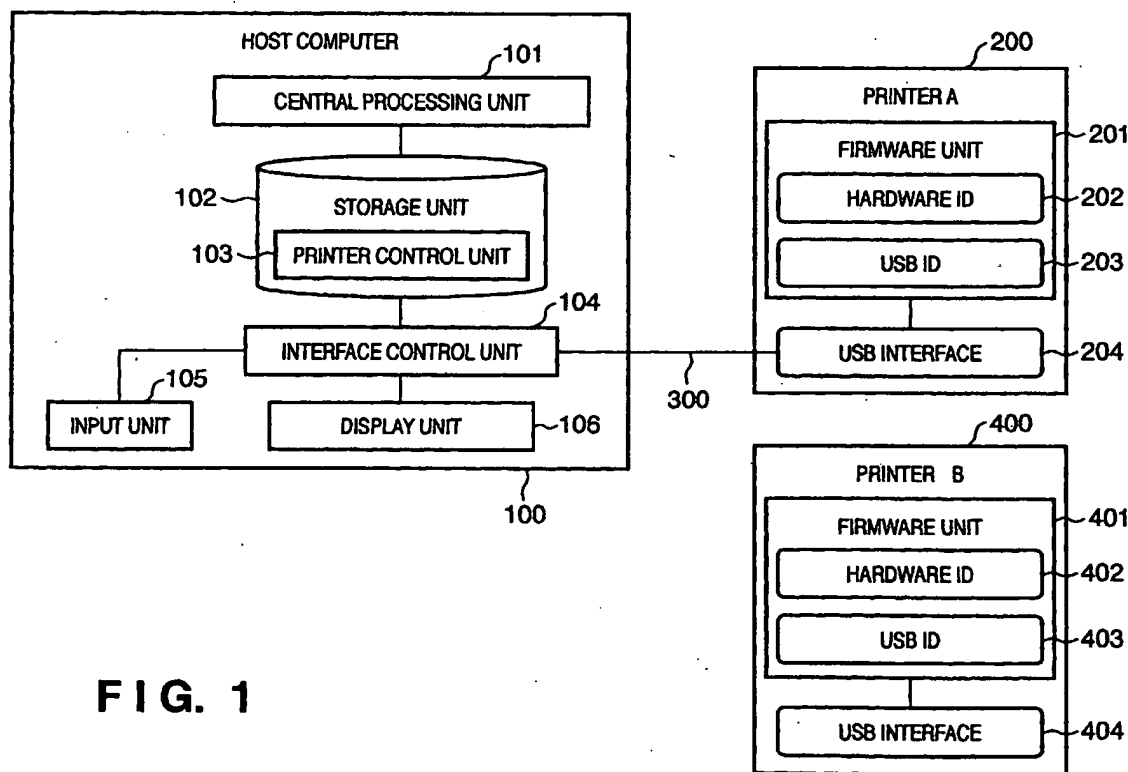 HOST COMPUTER
101
CENTRAL PROCESSING UNIT
102
STORAGE UNIT
103
PRINTER CONTROL UNIT
104
INTERFACE CONTROL UNIT
105
INPUT UNIT
DISPLAY UNIT
106
100
300
200
PRINTER A
201
FIRMWARE UNIT
HARDWARE ID
202
USB ID
203
USB INTERFACE
204
400
PRINTER B
401
FIRMWARE UNIT
HARDWARE ID
402
USB ID
403
USB INTERFACE
404
FIG. 1